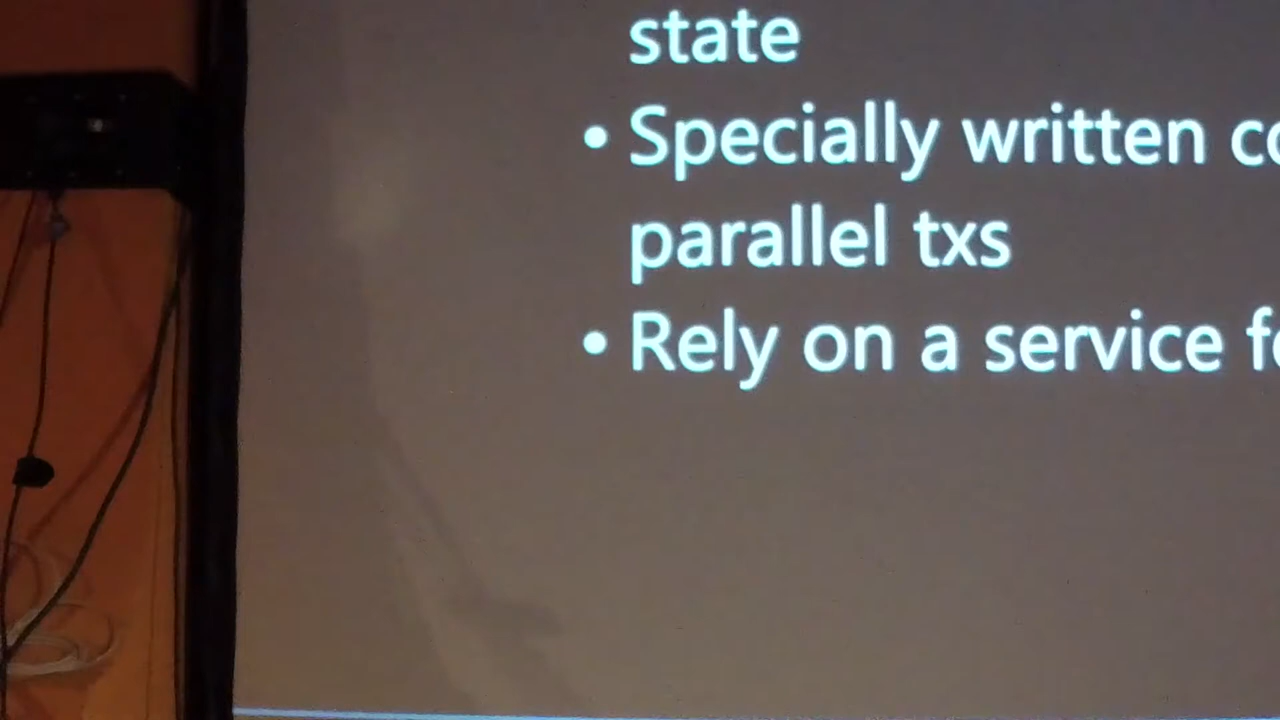 state
• Specially written
parallel txs
• Rely on a service